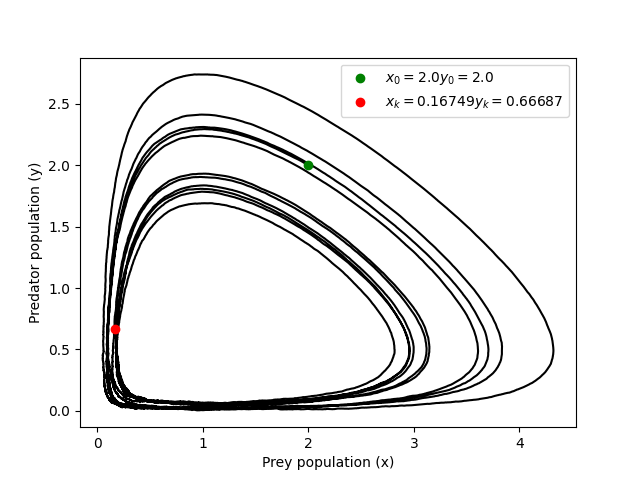 x₀ = 2.0y₀ = 2.0
xₖ = 0.16749yₖ = 0.66687
2.5
2.0
1.5
1.0
0.5
0.0
Predator population (y)
0 1 2 3 4
Prey population (x)